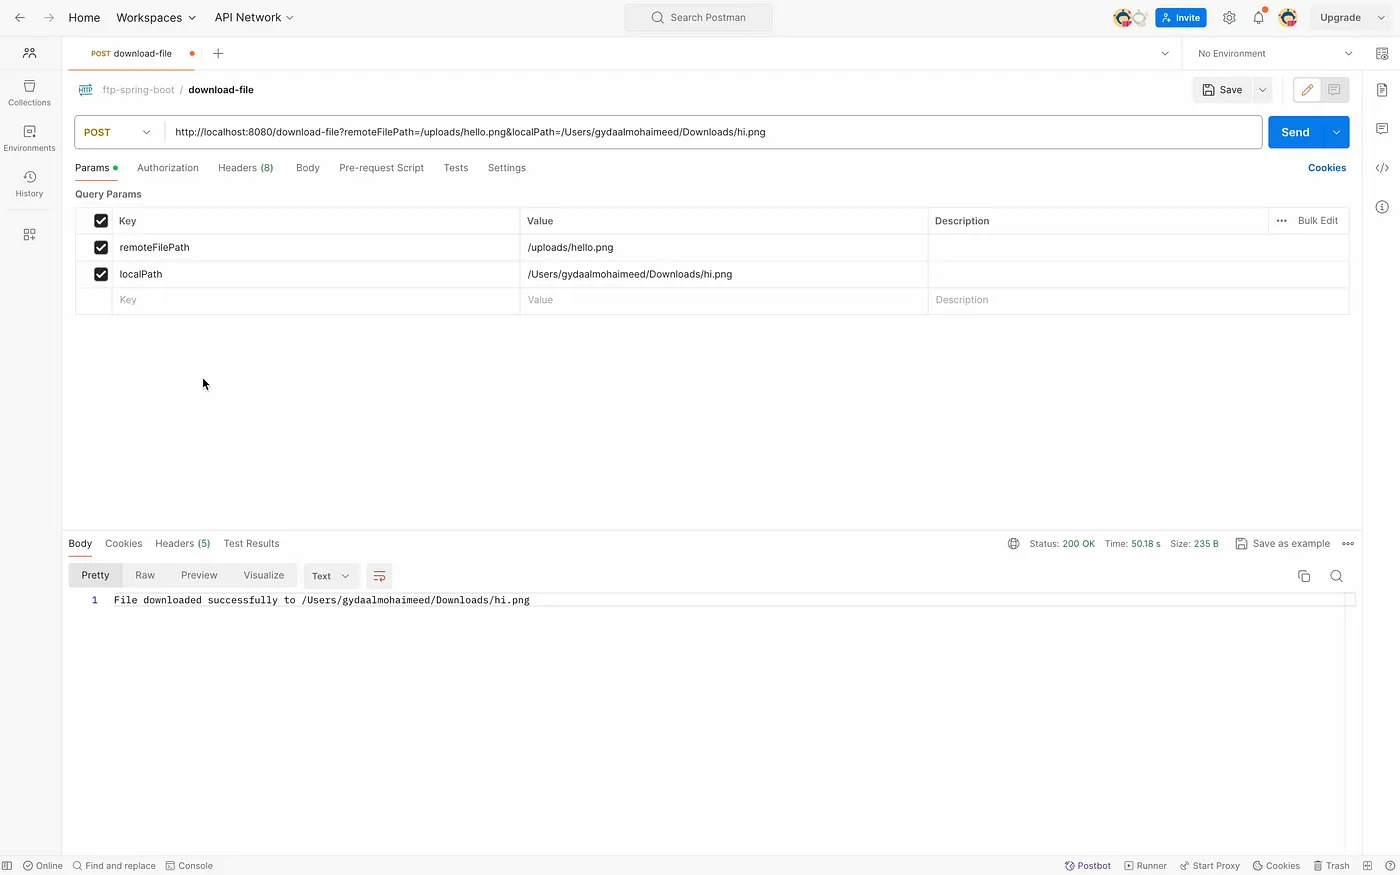 Home Workspaces API Network Search Postman Invite Upgrade
POST download-file No Environment
HTTP ftp-spring-boot / download-file Save
POST http://localhost:8080/download-file?remoteFilePath=/uploads/hello.png&localPath=/Users/gydaalmohaimeed/Downloads/hi.png Send
Params Authorization Headers (8) Body Pre-request Script Tests Settings Cookies
Query Params
Key Value Description Bulk Edit
remoteFilePath /uploads/hello.png
localPath /Users/gydaalmohaimeed/Downloads/hi.png
Key Value Description
Collections
Environments
History
Body Cookies Headers (5) Test Results Status: 200 OK Time: 50.18 s Size: 235 B Save as example
Pretty Raw Preview Visualize Text
1 File downloaded successfully to /Users/gydaalmohaimeed/Downloads/hi.png
Online Find and replace Console Postbot Runner Start Proxy Cookies Trash